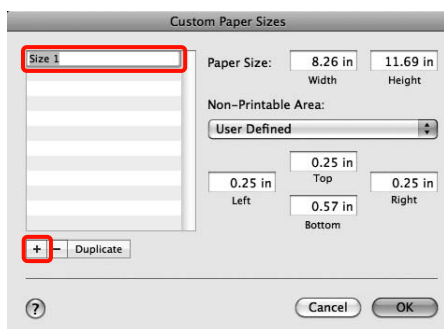 Custom Paper Sizes
Size 1
Paper Size:
8.26 in
11.69 in
Width
Height
Non-Printable Area:
User Defined
0.25 in
Top
0.25 in
Left
0.25 in
Right
0.57 in
Bottom
+
–
Duplicate
?
Cancel
OK